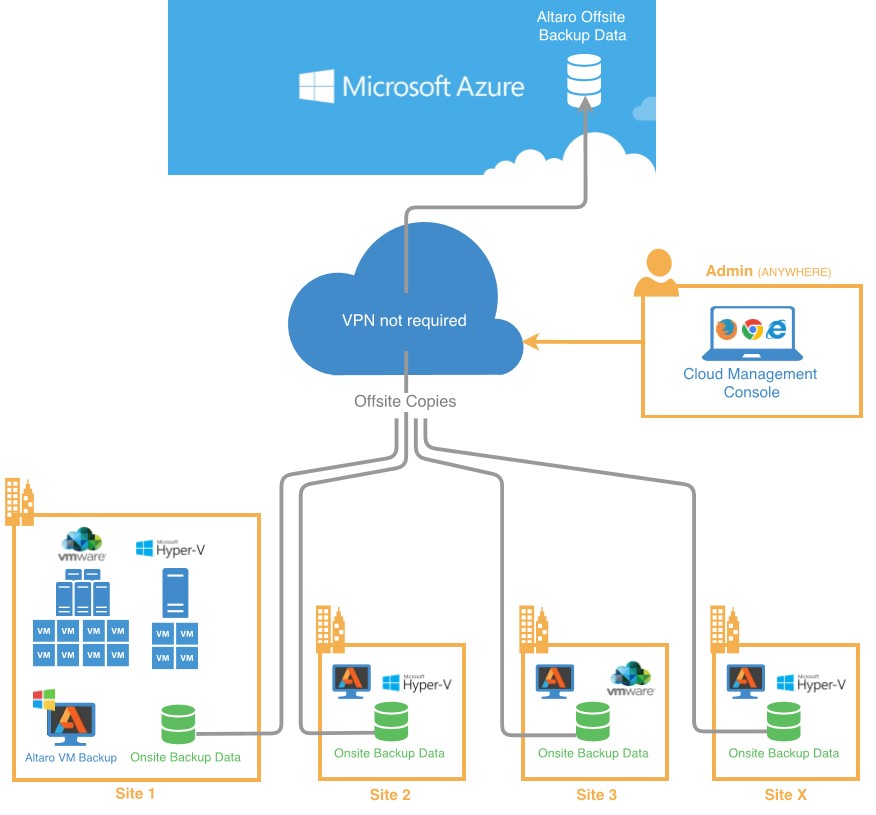 Altaro Offsite
Backup Data
Microsoft Azure
VPN not required
Admin (ANYWHERE)
Cloud Management
Console
Offsite Copies
vmware
Microsoft
Hyper-V
VM VM VM VM
VM VM VM VM
VM VM
VM VM
Altaro VM Backup
Onsite Backup Data
Site 1
Microsoft
Hyper-V
Onsite Backup Data
Site 2
vmware
Onsite Backup Data
Site 3
Microsoft
Hyper-V
Onsite Backup Data
Site X